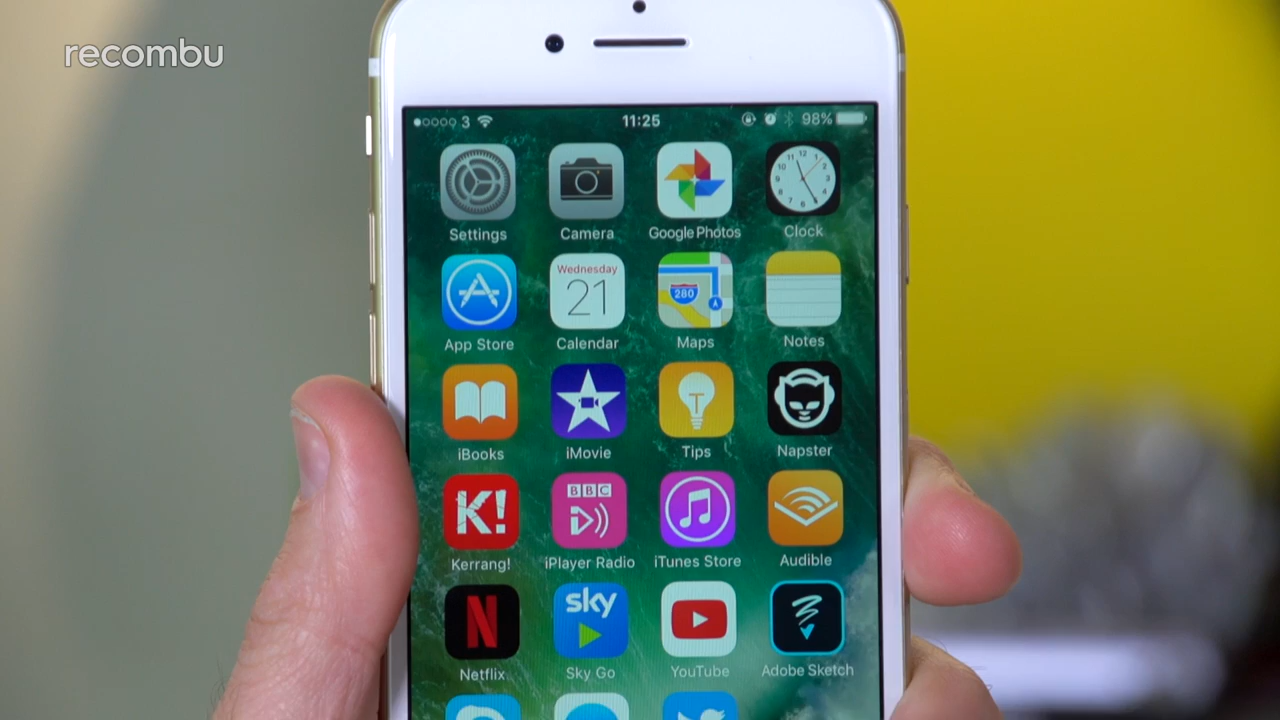 recombu
3 11:25 98%
Settings Camera Google Photos Clock
Wednesday
21
280
App Store Calendar Maps Notes
T
iBooks iMovie Tips Napster
K! BBC
Kerrang! iPlayer Radio iTunes Store Audible
N sky
Netflix Sky Go YouTube Adobe Sketch